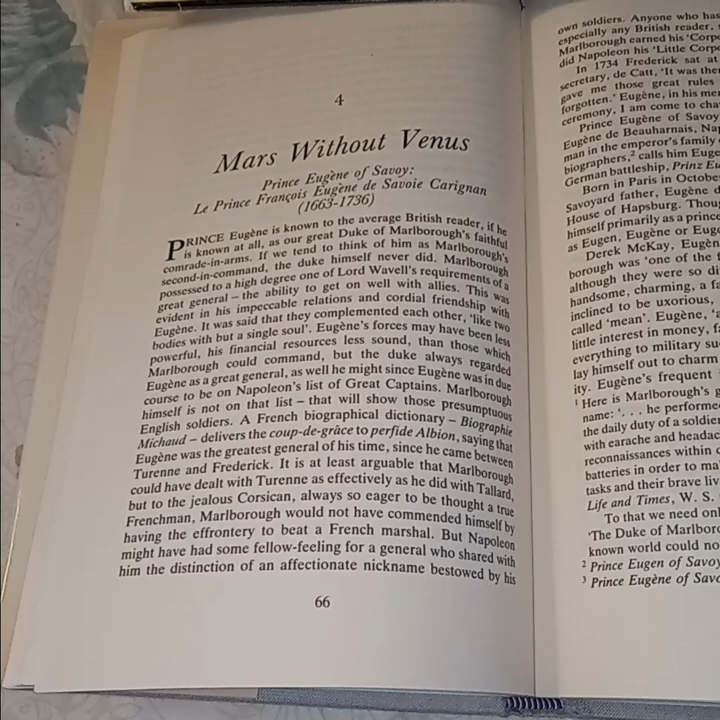 4
Mars Without Venus
Prince Eugène of Savoy:
Le Prince François Eugène de Savoie Carignan
(1663-1736)
PRINCE Eugène is known to the average British reader, if he
is known at all, as our great Duke of Marlborough's faithful
comrade-in-arms. If we tend to think of him as Marlborough's
second-in-command, the duke himself never did. Marlborough
possessed to a high degree one of Lord Wavell's requirements of a
great general – the ability to get on well with allies. This was
evident in his impeccable relations and cordial friendship with
Eugène. It was said that they complemented each other, 'like two
bodies with but a single soul'. Eugène's forces may have been less
powerful, his financial resources less sound, than those which
Marlborough could command, but the duke always regarded
Eugène as a great general, as well he might since Eugène was in due
course to be on Napoleon's list of Great Captains. Marlborough
himself is not on that list – that will show those presumptuous
English soldiers. A French biographical dictionary – Biographie
Michaud – delivers the coup-de-grâce to perfide Albion, saying that
Eugène was the greatest general of his time, since he came between
Turenne and Frederick. It is at least arguable that Marlborough
could have dealt with Turenne as effectively as he did with Tallard,
but to the jealous Corsican, always so eager to be thought a true
Frenchman, Marlborough would not have commended himself by
having the effrontery to beat a French marshal. But Napoleon
might have had some fellow-feeling for a general who shared with
him the distinction of an affectionate nickname bestowed by his
66
own soldiers. Anyone who has
especially any British reader,
Marlborough earned his 'Corp
did Napoleon his 'Little Corpo
In 1734 Frederick sat at
secretary, de Catt, 'It was the
gave me those great rules
forgotten.' Eugène, in his me
ceremony, I am come to cha
Prince Eugène of Savoy
Eugène de Beauharnais, Na
man in the emperor's family
biographers,² calls him Euge
German battleship, Prinz Eu
Born in Paris in Octobe
Savoyard father, Eugène
House of Hapsburg. Thou
himself primarily as a princ
as Eugen, Eugène or Eug
Derek McKay, Eugèn
borough was 'one of the
although they were so di
handsome, charming, a fa
inclined to be uxorious,
called 'mean'. Eugène, 'a
little interest in money, f
everything to military su
lay himself out to charm
ity. Eugène's frequent
¹ Here is Marlborough's g
name: '. . . he performe
the daily duty of a soldier
with earache and headac
reconnaissances within c
batteries in order to ma
tasks and their brave liv
Life and Times, W. S.
To that we need onl
'The Duke of Marlboro
known world could no
² Prince Eugen of Savoy
³ Prince Eugène of Savo